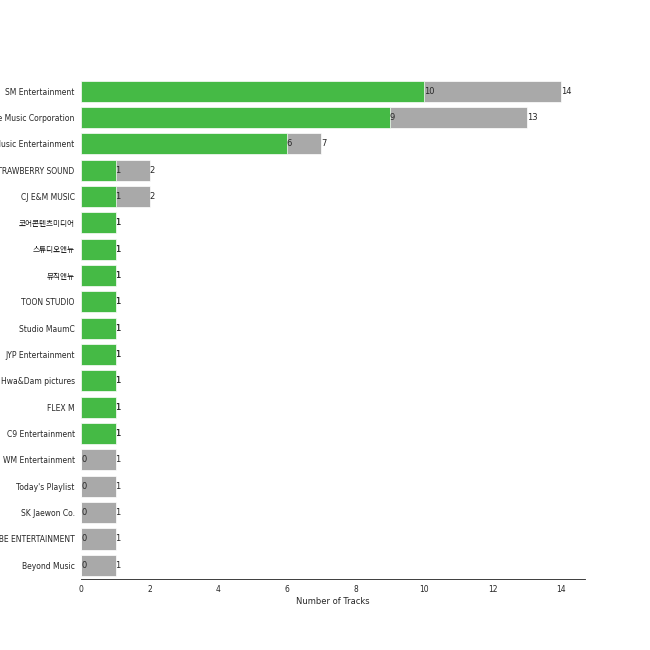 SM Entertainment 10 14
e Music Corporation 9 13
Music Entertainment 6 7
TRAWBERRY SOUND 1 2
CJ E&M MUSIC 1 2
코어콘텐츠미디어 1
스튜디오앤뉴 1
뮤직앤뉴 1
TOON STUDIO 1
Studio MaumC 1
JYP Entertainment 1
Hwa&Dam pictures 1
FLEX M 1
C9 Entertainment 1
WM Entertainment 0 1
Today's Playlist 0 1
SK Jaewon Co. 0 1
BE ENTERTAINMENT 0 1
Beyond Music 0 1
0 2 4 6 8 10 12 14
Number of Tracks